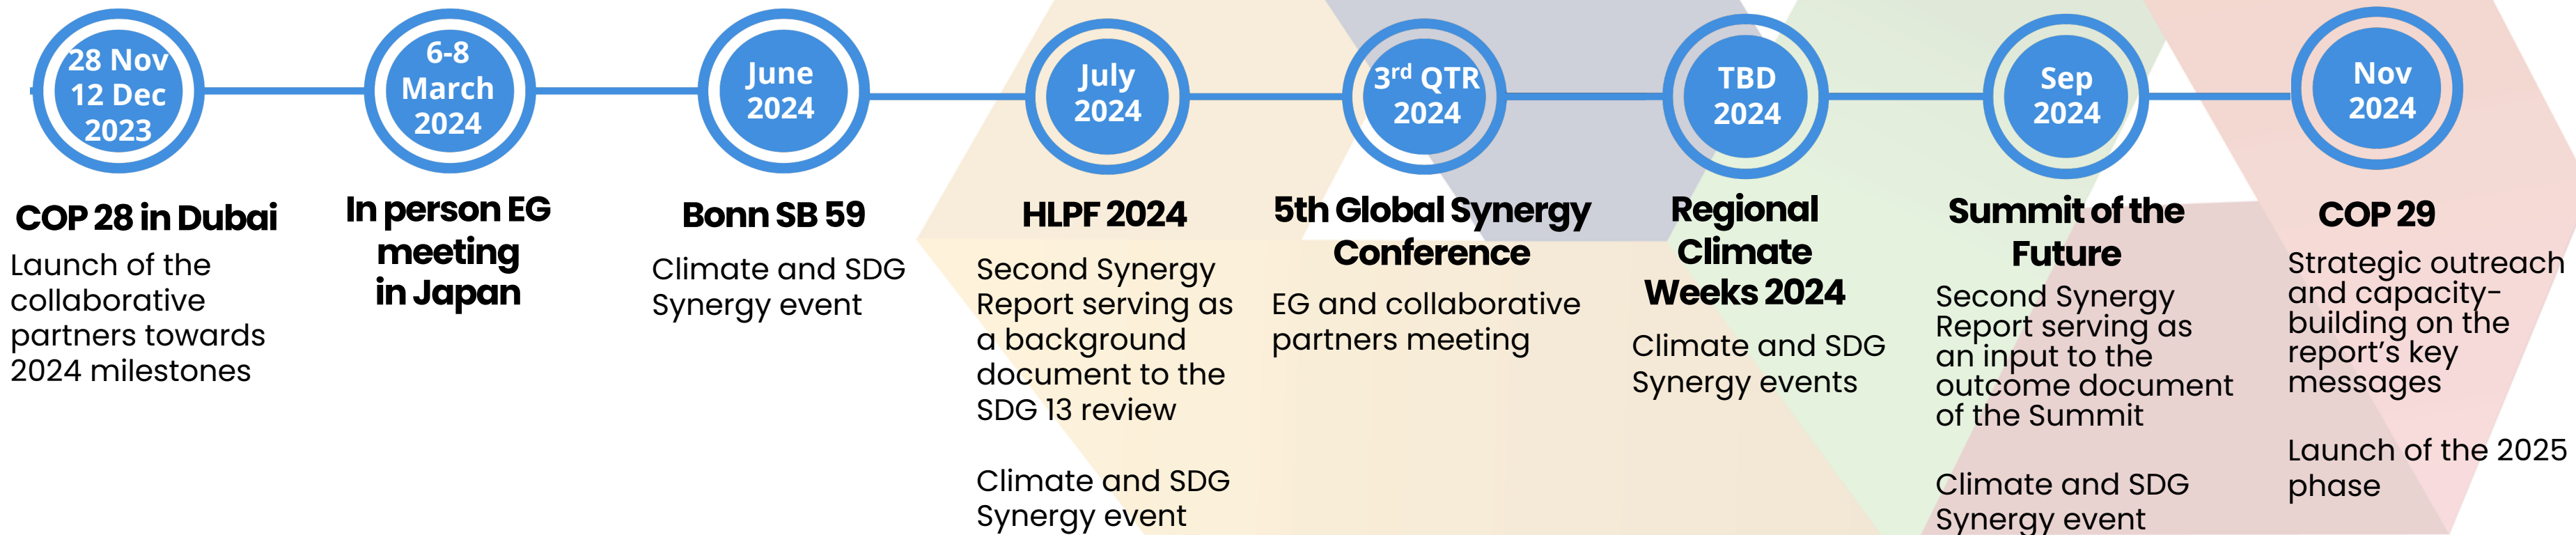 28 Nov
12 Dec
2023
COP 28 in Dubai
Launch of the
collaborative
partners towards
2024 milestones
6-8
March
2024
In person EG
meeting
in Japan
June
2024
Bonn SB 59
Climate and SDG
Synergy event
July
2024
HLPF 2024
Second Synergy
Report serving as
a background
document to the
SDG 13 review
Climate and SDG
Synergy event
3rd QTR
2024
5th Global Synergy
Conference
EG and collaborative
partners meeting
TBD
2024
Regional
Climate
Weeks 2024
Climate and SDG
Synergy events
Sep
2024
Summit of the
Future
Second Synergy
Report serving as
an input to the
outcome document
of the Summit
Climate and SDG
Synergy event
Nov
2024
COP 29
Strategic outreach
and capacity-
building on the
report's key
messages
Launch of the 2025
phase